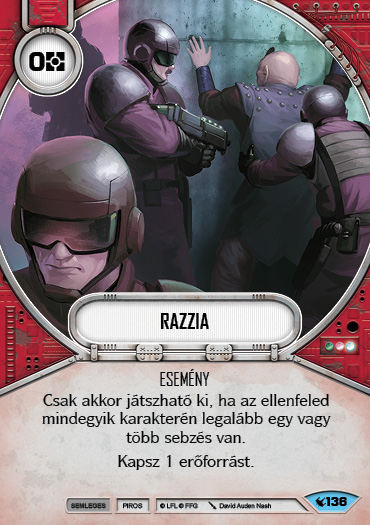 0
RAZZIA
ESEMÉNY
Csak akkor játszható ki, ha az ellenfeled
mindegyik karakterén legalább egy vagy
több sebzés van.
Kapsz 1 erőforrást.
SEMLEGES PIROS © LFL © FFG David Auden Nash 136